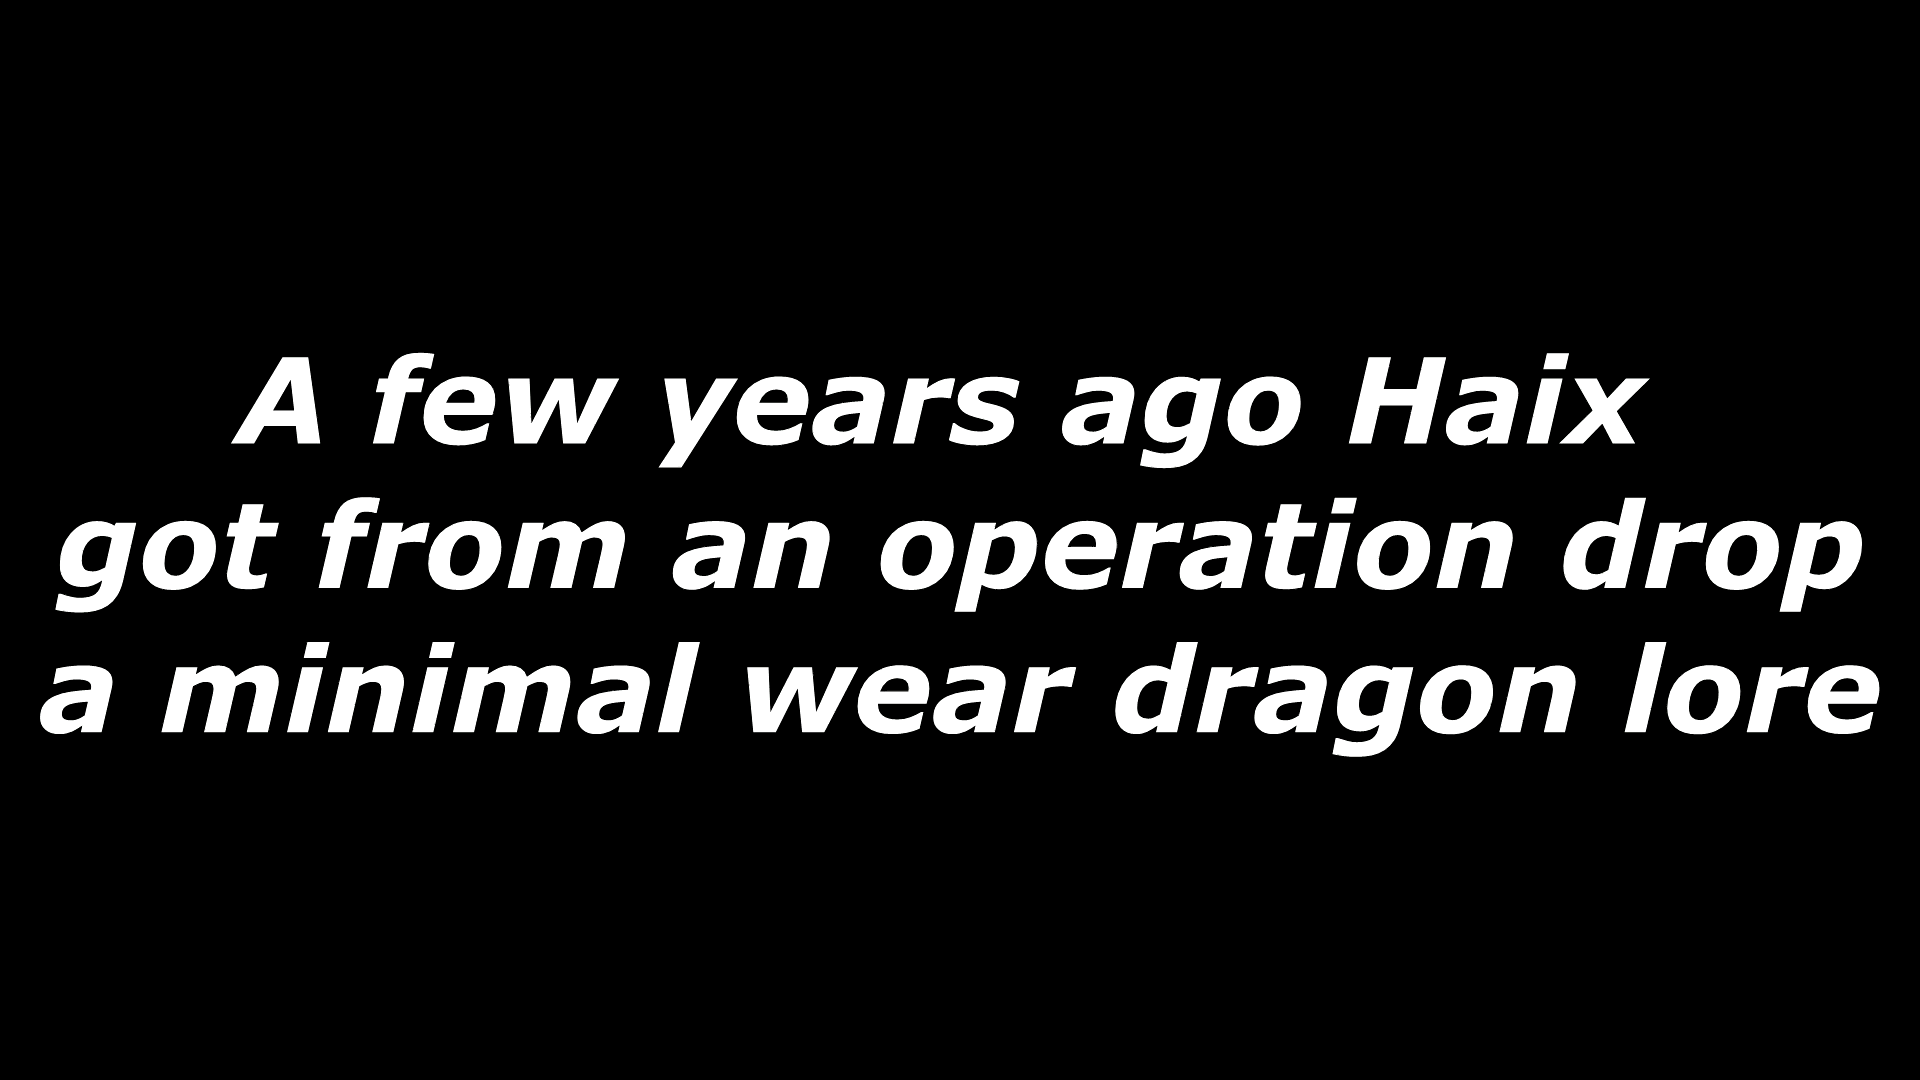 A few years ago Haix
got from an operation drop
a minimal wear dragon lore